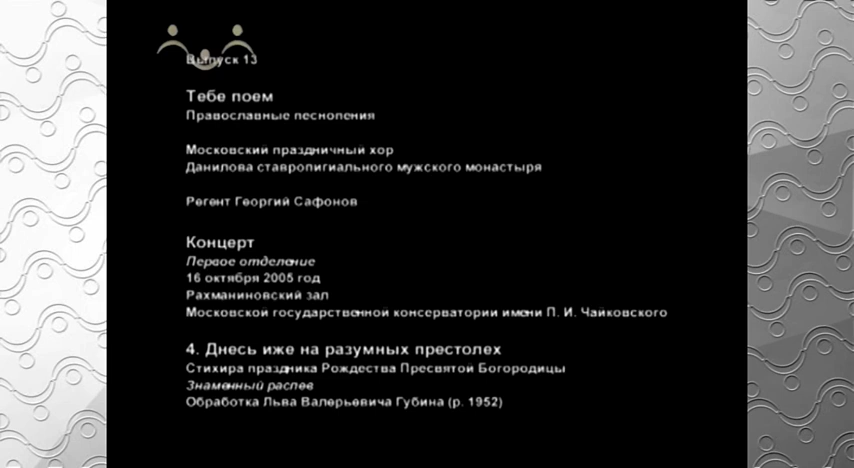 Выпуск 13
Тебе поем
Православные песнопения
Московский праздничный хор
Данилова ставропигиального мужского монастыря
Регент Георгий Сафонов
Концерт
Первое отделение
16 октября 2005 год
Рахманиновский зал
Московской государственной консерватории имени П. И. Чайковского
4. Днесь иже на разумных престолех
Стихира праздника Рождества Пресвятой Богородицы
Знаменный распев
Обработка Льва Валерьевича Губина (р. 1952)